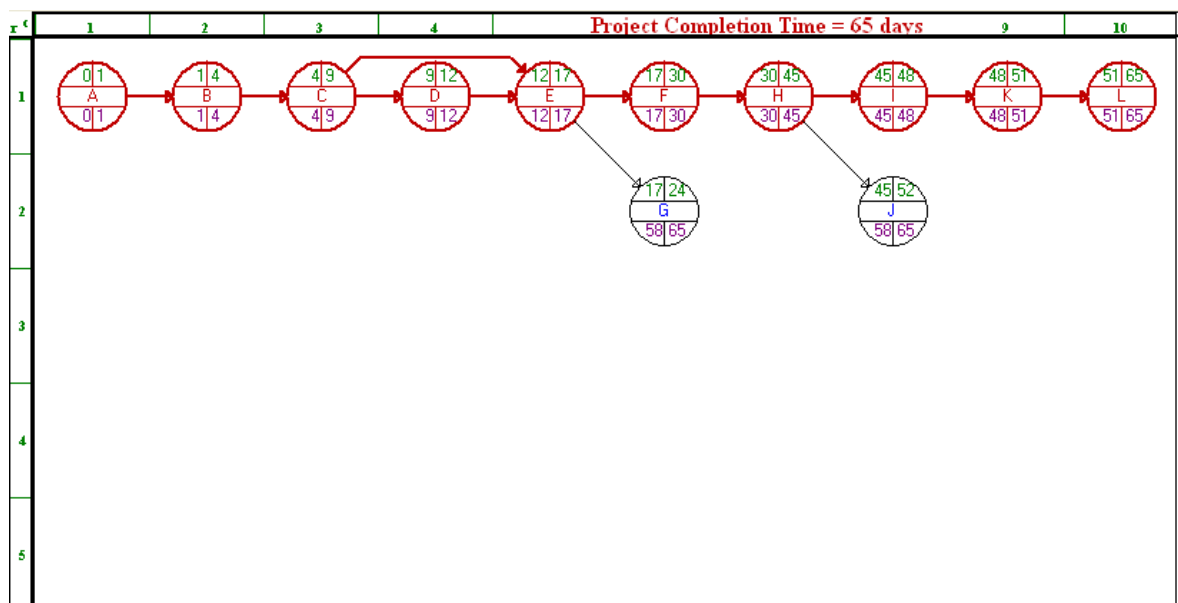 r c 1 2 3 4 Project Completion Time = 65 days 9 10
1
0 1 1 4 4 9 9 12 12 17 17 30 30 45 45 48 48 51 51 65
A B C D E F H I K L
0 1 1 4 4 9 9 12 12 17 17 30 30 45 45 48 48 51 51 65
2
17 24 45 52
G J
58 65 58 65
3
4
5